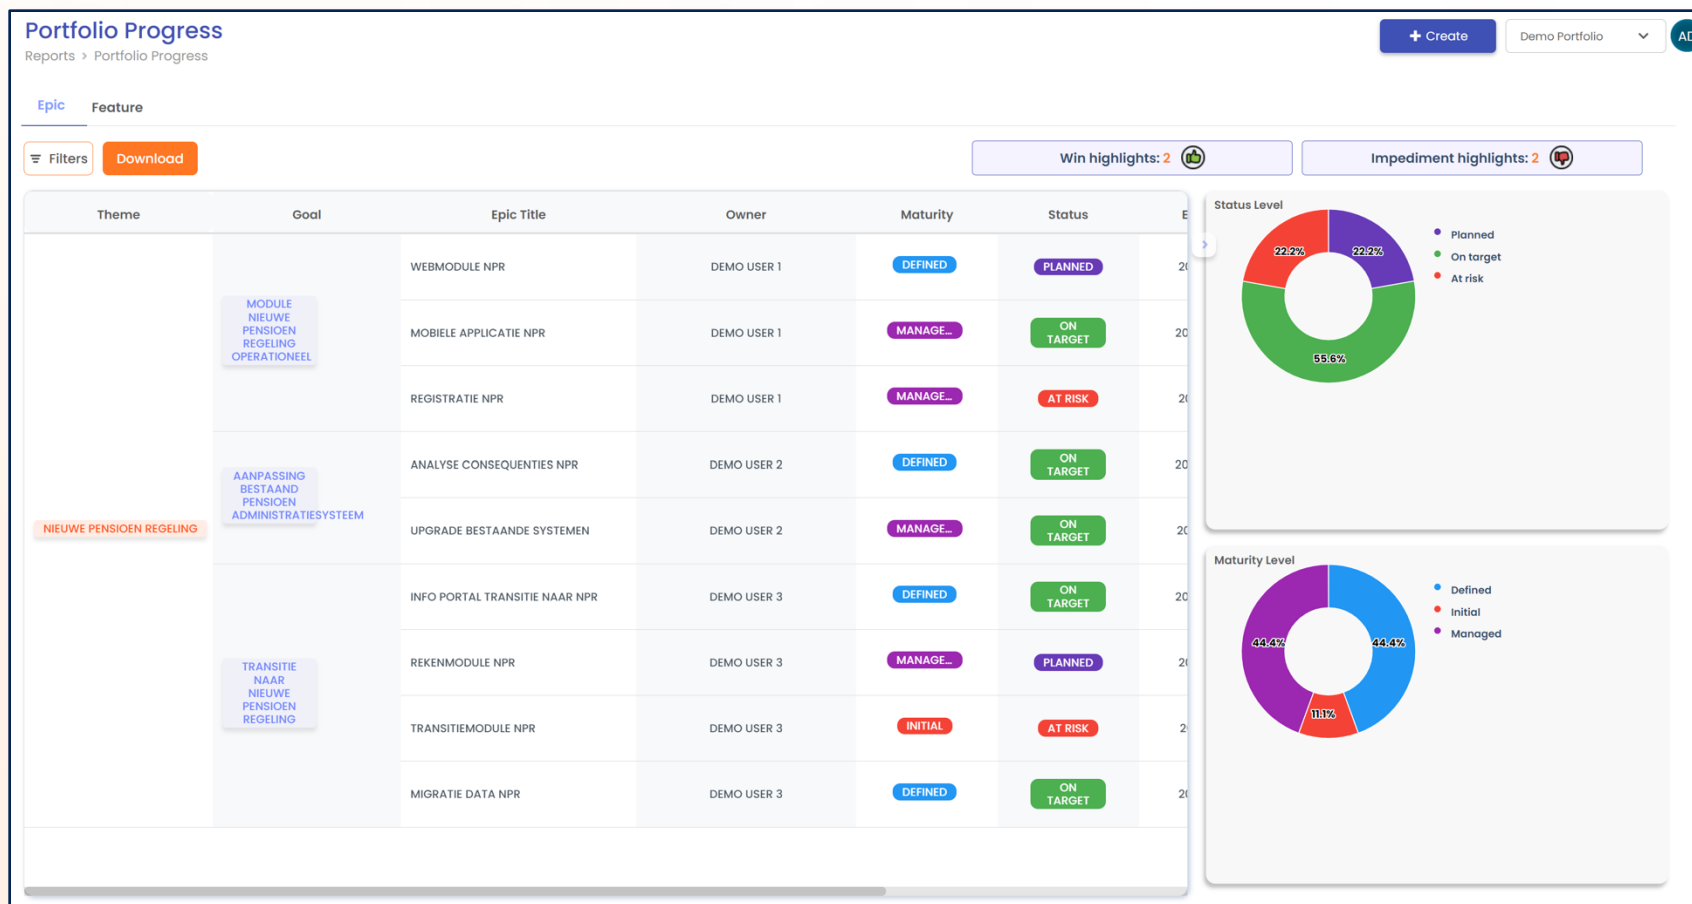 Portfolio Progress
Reports > Portfolio Progress
+ Create
Demo Portfolio
AD
Epic
Feature
Filters
Download
Win highlights: 2
Impediment highlights: 2
Theme
Goal
Epic Title
Owner
Maturity
Status
NIEUWE PENSIOEN REGELING
MODULE
NIEUWE
PENSIOEN
REGELING
OPERATIONEEL
WEBMODULE NPR
DEMO USER 1
DEFINED
PLANNED
MOBIELE APPLICATIE NPR
DEMO USER 1
MANAGE...
ON
TARGET
REGISTRATIE NPR
DEMO USER 1
MANAGE...
AT RISK
AANPASSING
BESTAAND
PENSIOEN
ADMINISTRATIESYSTEEM
ANALYSE CONSEQUENTIES NPR
DEMO USER 2
DEFINED
ON
TARGET
UPGRADE BESTAANDE SYSTEMEN
DEMO USER 2
MANAGE...
ON
TARGET
TRANSITIE
NAAR
NIEUWE
PENSIOEN
REGELING
INFO PORTAL TRANSITIE NAAR NPR
DEMO USER 3
DEFINED
ON
TARGET
REKENMODULE NPR
DEMO USER 3
MANAGE...
PLANNED
TRANSITIEMODULE NPR
DEMO USER 3
INITIAL
AT RISK
MIGRATIE DATA NPR
DEMO USER 3
DEFINED
ON
TARGET
Status Level
22.2%
22.2%
55.6%
Planned
On target
At risk
Maturity Level
44.4%
44.4%
11.1%
Defined
Initial
Managed